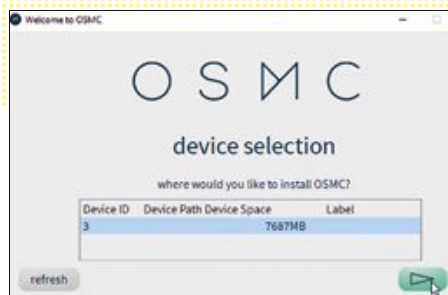 Welcome to OSMC
OSMC
device selection
where would you like to install OSMC?
Device ID Device Path Device Space Label
3 7687MB
refresh